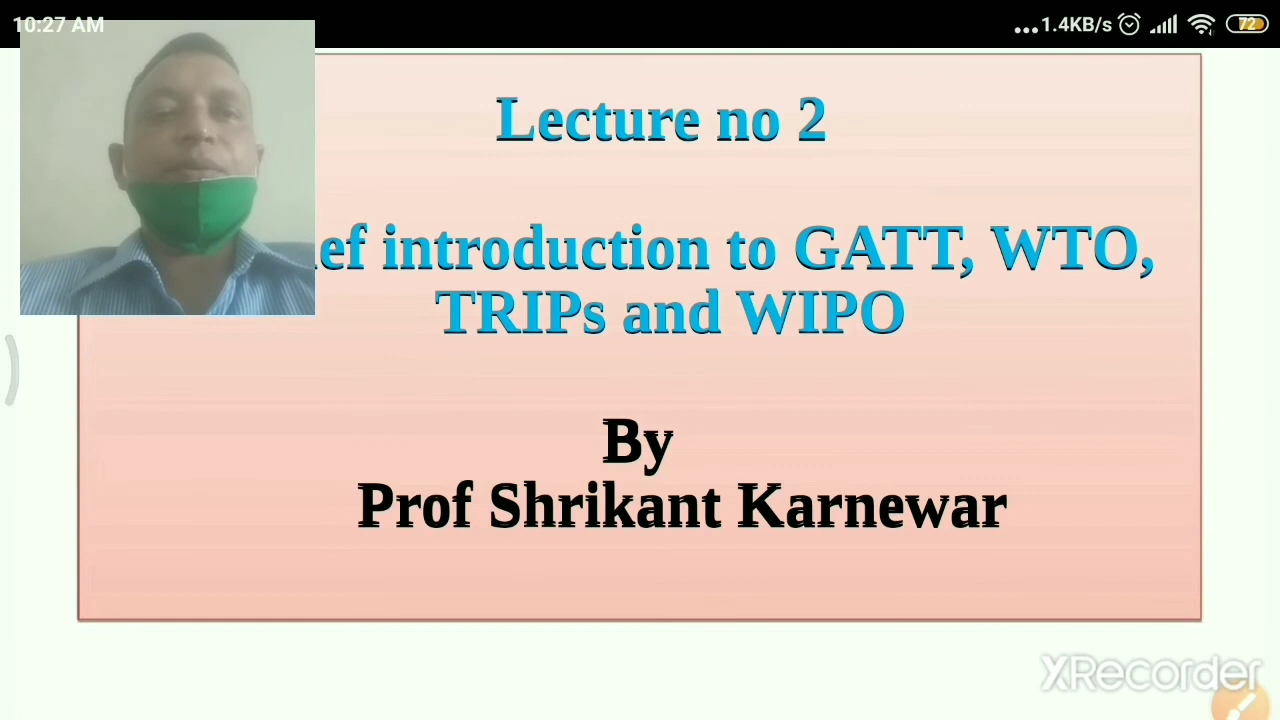 10:27 AM
...1.4KB/s
72
Lecture no 2
ef introduction to GATT, WTO,
TRIPs and WIPO
By
Prof Shrikant Karnewar
XRecorder